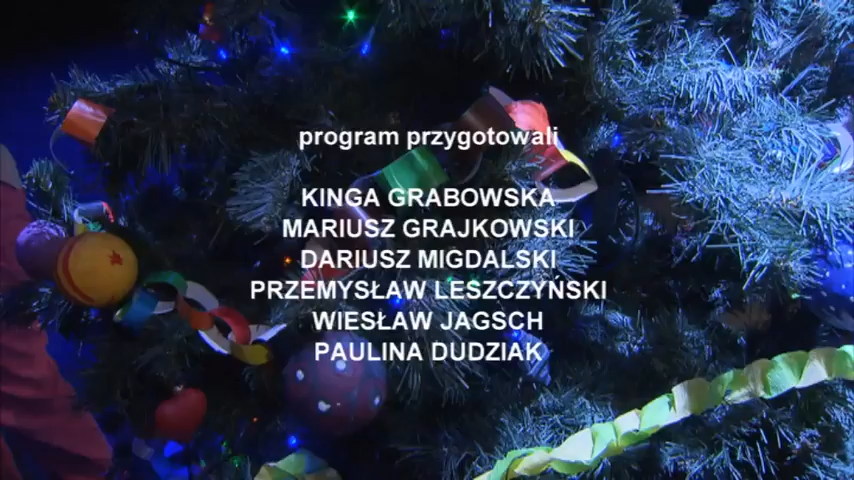 program przygotowali
KINGA GRABOWSKA
MARIUSZ GRAJKOWSKI
DARIUSZ MIGDALSKI
PRZEMYSŁAW LESZCZYŃSKI
WIESŁAW JAGSCH
PAULINA DUDZIAK